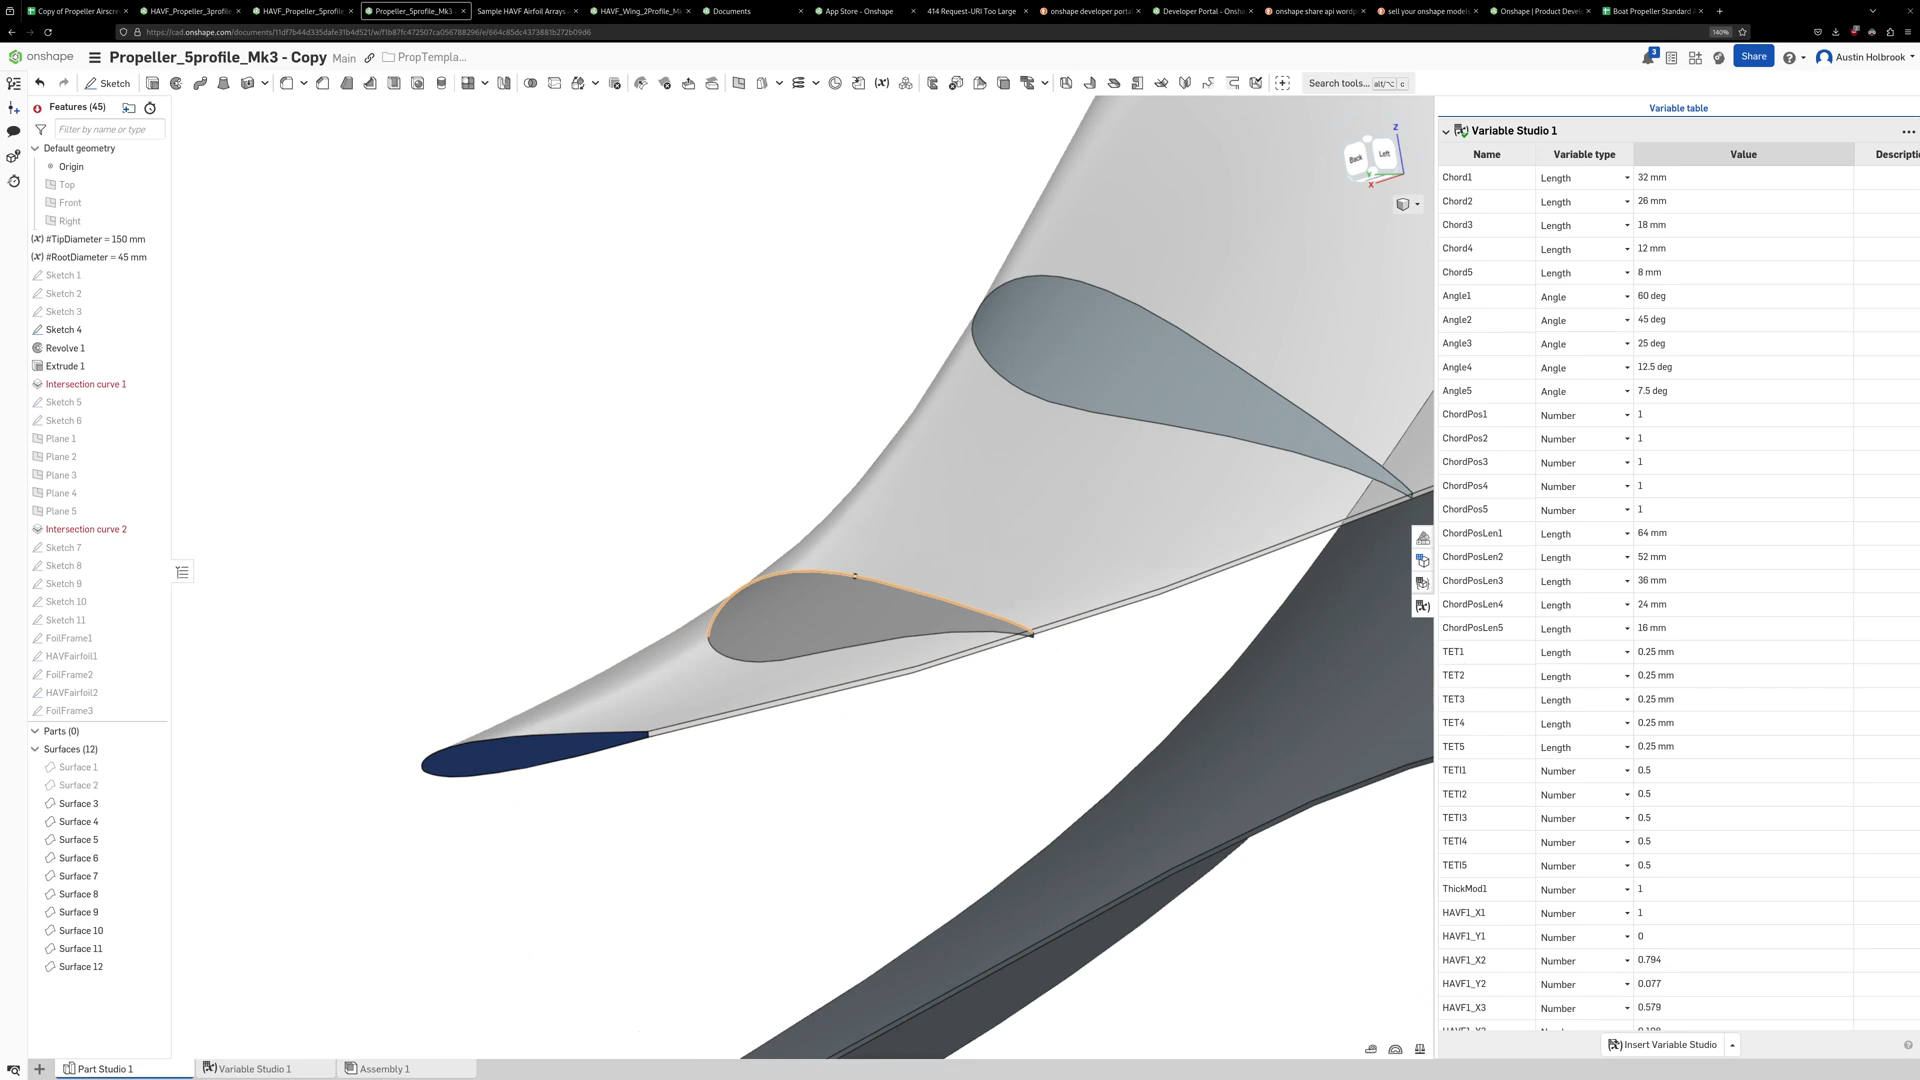 Copy of Propeller Airscre
HAVF_Propeller_3profile
HAVF_Propeller_5profile
Propeller_5profile_Mk3
Sample HAVF Airfoil Arrays
HAVF_Wing_2Profile_Mk
Documents
App Store - Onshape
414 Request-URI Too Large
onshape developer portal
Developer Portal - Onsha
onshape share api wordp
sell your onshape models
Onshape | Product Devel
Boat Propeller Standard
https://cad.onshape.com/documents/11df7b44d335dafe31b4d521/w/f1b87fc472507ca056788296/e/664c85dc4373881b272b09d6
140%
onshape
Propeller_5profile_Mk3 - Copy
Main
PropTempla...
3
Share
Austin Holbrook
Sketch
Search tools...
alt/⌥
c
Features (45)
Filter by name or type
Default geometry
Origin
Top
Front
Right
(x) #TipDiameter = 150 mm
(x) #RootDiameter = 45 mm
Sketch 1
Sketch 2
Sketch 3
Sketch 4
Revolve 1
Extrude 1
Intersection curve 1
Sketch 5
Sketch 6
Plane 1
Plane 2
Plane 3
Plane 4
Plane 5
Intersection curve 2
Sketch 7
Sketch 8
Sketch 9
Sketch 10
Sketch 11
FoilFrame1
HAVFairfoil1
FoilFrame2
HAVFairfoil2
FoilFrame3
Parts (0)
Surfaces (12)
Surface 1
Surface 2
Surface 3
Surface 4
Surface 5
Surface 6
Surface 7
Surface 8
Surface 9
Surface 10
Surface 11
Surface 12
Z
Back
Left
Y
X
Variable table
Variable Studio 1
Name Variable type Value Descriptio
Chord1 Length 32 mm
Chord2 Length 26 mm
Chord3 Length 18 mm
Chord4 Length 12 mm
Chord5 Length 8 mm
Angle1 Angle 60 deg
Angle2 Angle 45 deg
Angle3 Angle 25 deg
Angle4 Angle 12.5 deg
Angle5 Angle 7.5 deg
ChordPos1 Number 1
ChordPos2 Number 1
ChordPos3 Number 1
ChordPos4 Number 1
ChordPos5 Number 1
ChordPosLen1 Length 64 mm
ChordPosLen2 Length 52 mm
ChordPosLen3 Length 36 mm
ChordPosLen4 Length 24 mm
ChordPosLen5 Length 16 mm
TET1 Length 0.25 mm
TET2 Length 0.25 mm
TET3 Length 0.25 mm
TET4 Length 0.25 mm
TET5 Length 0.25 mm
TETI1 Number 0.5
TETI2 Number 0.5
TETI3 Number 0.5
TETI4 Number 0.5
TETI5 Number 0.5
ThickMod1 Number 1
HAVF1_X1 Number 1
HAVF1_Y1 Number 0
HAVF1_X2 Number 0.794
HAVF1_Y2 Number 0.077
HAVF1_X3 Number 0.579
Insert Variable Studio
Part Studio 1
Variable Studio 1
Assembly 1